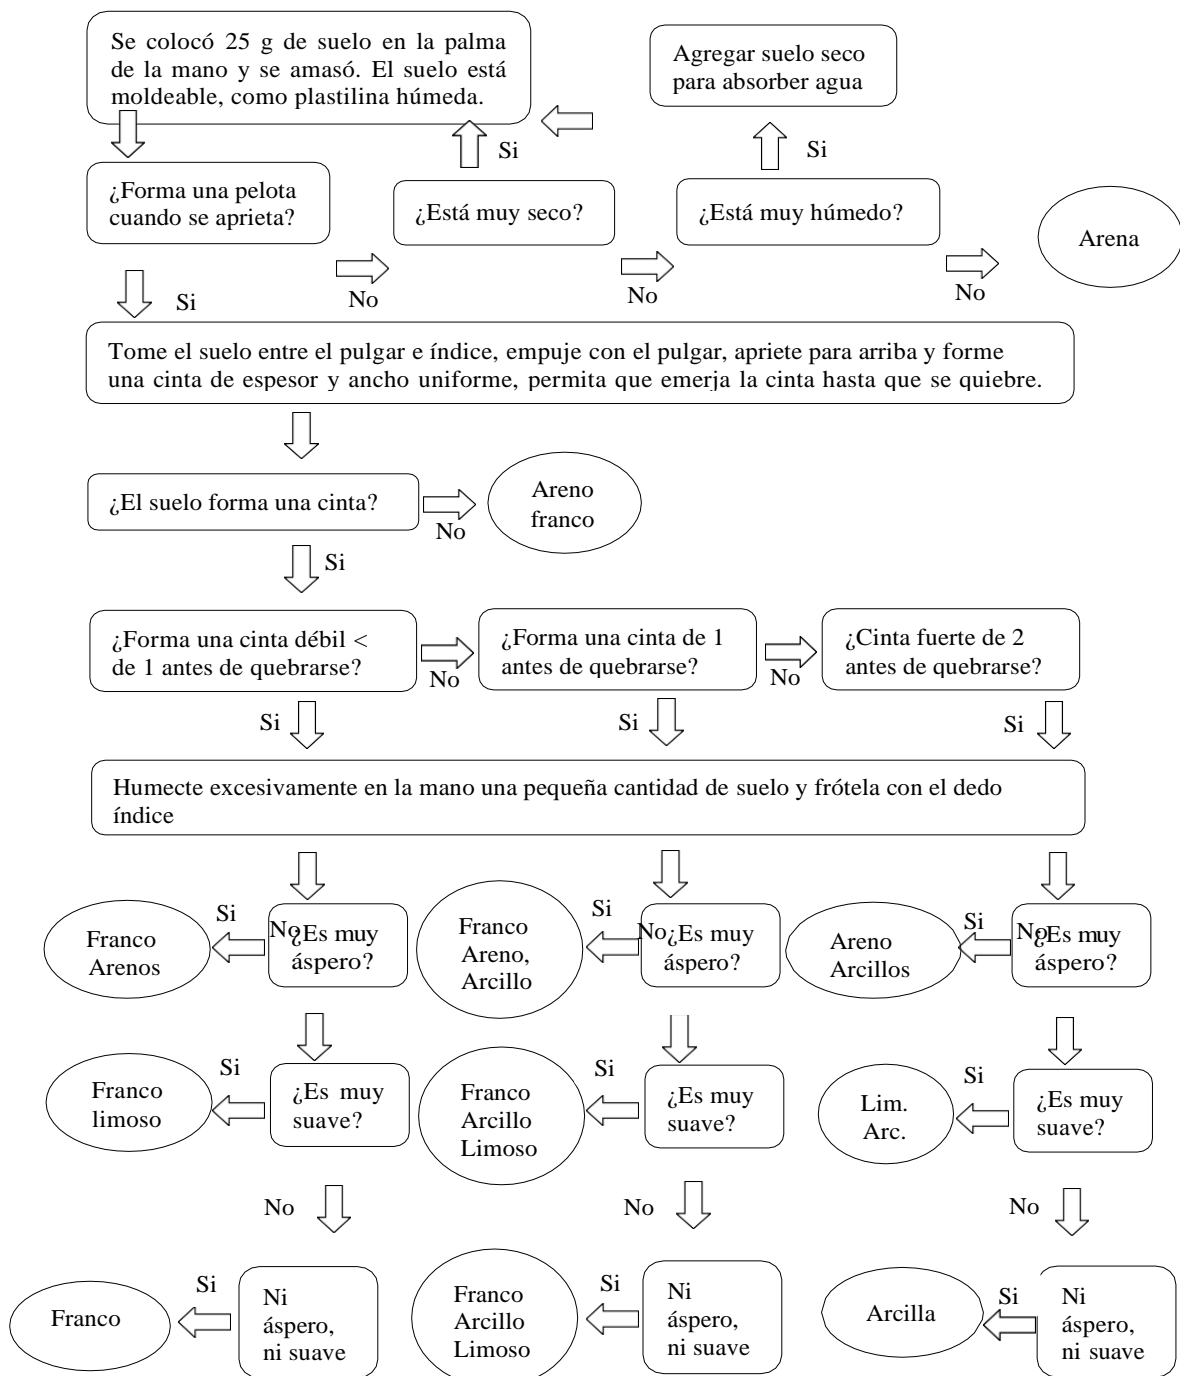 Se colocó 25 g de suelo en la palma
de la mano y se amasó. El suelo está
moldeable, como plastilina húmeda.
Agregar suelo seco
para absorber agua
Si
Si
¿Forma una pelota
cuando se aprieta?
¿Está muy seco?
¿Está muy húmedo?
Arena
Si
No
No
No
Tome el suelo entre el pulgar e índice, empuje con el pulgar, apriete para arriba y forme
una cinta de espesor y ancho uniforme, permita que emerja la cinta hasta que se quiebre.
¿El suelo forma una cinta?
No
Areno
franco
Si
¿Forma una cinta débil <
de 1 antes de quebrarse?
No
¿Forma una cinta de 1
antes de quebrarse?
No
¿Cinta fuerte de 2
antes de quebrarse?
Si
Si
Si
Humecte excesivamente en la mano una pequeña cantidad de suelo y frótela con el dedo
índice
Franco
Arenos
Si
No
¿Es muy
áspero?
Franco
Areno,
Arcillo
Si
No
¿Es muy
áspero?
Areno
Arcillos
Si
No
¿Es muy
áspero?
Franco
limoso
Si
¿Es muy
suave?
Franco
Arcillo
Limoso
Si
¿Es muy
suave?
Lim.
Arc.
Si
¿Es muy
suave?
No
No
No
Franco
Si
Ni
áspero,
ni suave
Franco
Arcillo
Limoso
Si
Ni
áspero,
ni suave
Arcilla
Si
Ni
áspero,
ni suave